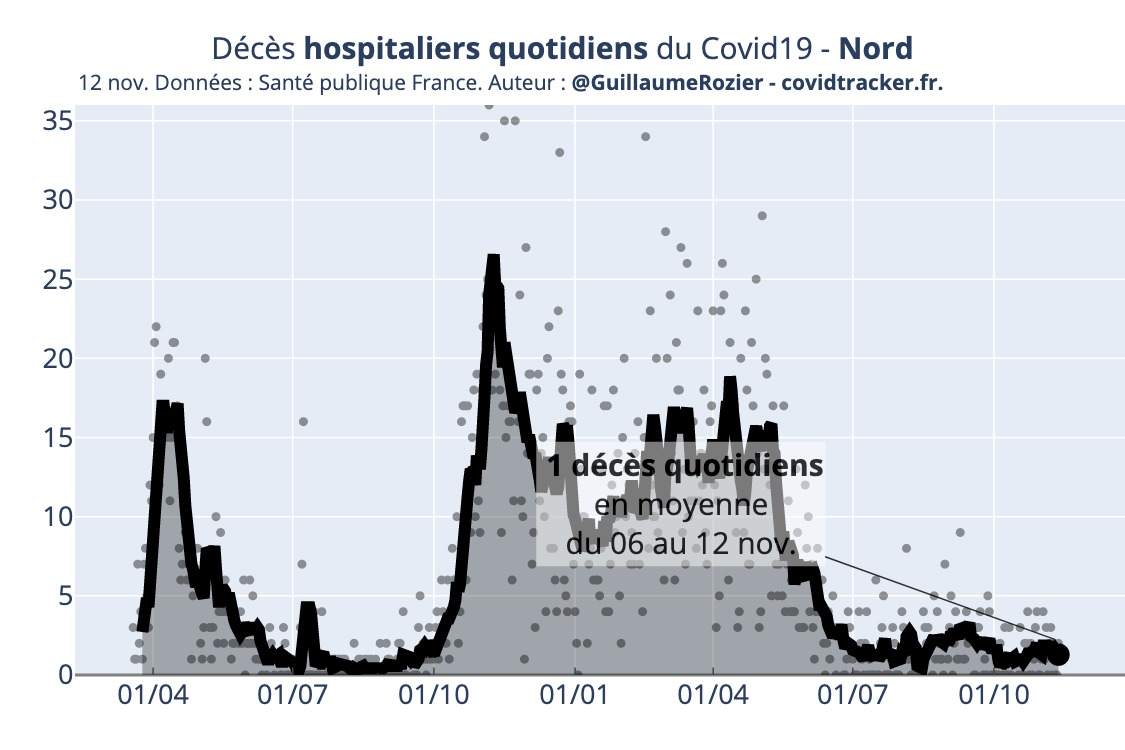 Décès hospitaliers quotidiens du Covid19 - Nord
12 nov. Données : Santé publique France. Auteur : @GuillaumeRozier - covidtracker.fr.
35
30
25
20
15
10
5
0
1 décès quotidiens
en moyenne
du 06 au 12 nov.
01/04 01/07 01/10 01/01 01/04 01/07 01/10